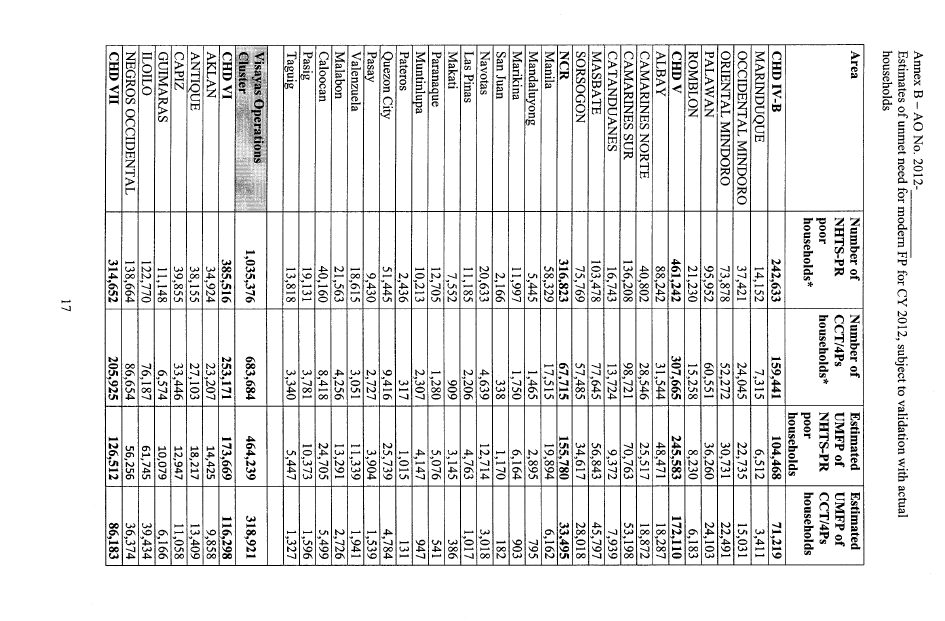 Annex B – AO No. 2012-________
Estimates of unmet need for modern FP for CY 2012, subject to validation with actual
households
Area | Number of NHTS-PR poor households* | Number of CCT/4Ps households* | Estimated UMFP of NHTS-PR poor households | Estimated UMFP of CCT/4Ps households
CHD IV-B 242,633 159,441 104,468 71,219
MARINDUQUE 14,152 7,315 6,512 3,411
OCCIDENTAL MINDORO 37,421 24,045 22,735 15,031
ORIENTAL MINDORO 73,878 52,272 30,731 22,491
PALAWAN 95,952 60,551 36,260 24,103
ROMBLON 21,230 15,258 8,230 6,183
CHD V 461,242 307,665 245,583 172,110
ALBAY 88,242 31,544 48,471 18,287
CAMARINES NORTE 40,802 28,546 25,517 18,872
CAMARINES SUR 136,208 98,721 70,763 53,198
CATANDUANES 16,743 13,724 9,372 7,939
MASBATE 103,478 77,645 56,843 45,797
SORSOGON 75,769 57,485 34,617 28,018
NCR 316,823 67,715 155,780 33,495
Manila 58,329 17,515 19,894 6,162
Mandaluyong 5,445 1,465 2,895 795
Marikina 11,997 1,750 6,164 903
San Juan 2,166 338 1,170 182
Navotas 20,633 4,639 12,714 3,018
Las Pinas 11,185 2,206 4,763 1,017
Makati 7,552 909 3,145 386
Paranaque 12,705 1,280 5,076 541
Muntinlupa 10,213 2,307 4,147 947
Pateros 2,436 317 1,015 131
Quezon City 51,445 9,416 25,739 4,784
Pasay 9,430 2,727 3,904 1,539
Valenzuela 18,615 3,051 11,339 1,941
Malabon 21,563 4,256 13,291 2,726
Caloocan 40,160 8,418 24,705 5,499
Pasig 19,131 3,781 10,373 1,596
Taguig 13,818 3,340 5,447 1,327
Visayas Operations Cluster 1,035,376 683,684 464,239 318,921
CHD VI 385,516 253,171 173,669 116,298
AKLAN 34,924 23,207 14,425 9,858
ANTIQUE 38,155 27,103 18,217 13,409
CAPIZ 39,855 33,446 12,947 11,058
GUIMARAS 11,148 6,574 10,079 6,166
ILOILO 122,770 76,187 61,745 39,434
NEGROS OCCIDENTAL 138,664 86,654 56,256 36,374
CHD VII 314,652 205,925 126,512 86,183
17